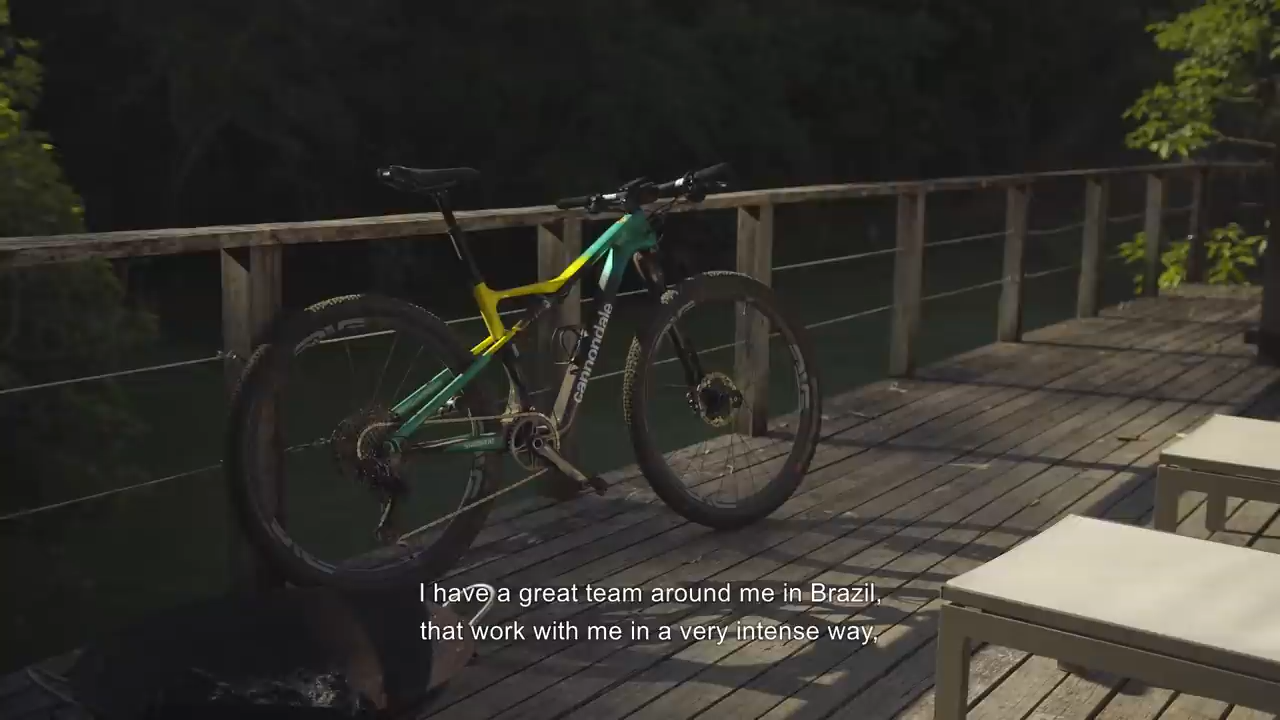 cannondale
I have a great team around me in Brazil,
that work with me in a very intense way,